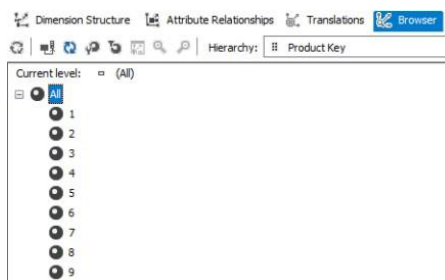 Dimension Structure Attribute Relationships Translations Browser
Hierarchy: Product Key
Current level: (All)
All
1
2
3
4
5
6
7
8
9